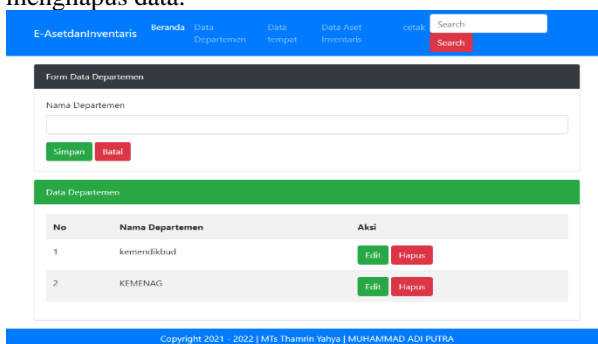 menghapus data.
E-AsetdanInventaris Beranda Data Departemen Data tempat Data Aset Inventaris cetak Search
Search
Form Data Departemen
Nama Departemen
Simpan Batal
Data Departemen
No Nama Departemen Aksi
1 kemendikbud Edit Hapus
2 KEMENAG Edit Hapus
Copyright 2021 - 2022 | MTs Thamrin Yahya | MUHAMMAD ADI PUTRA